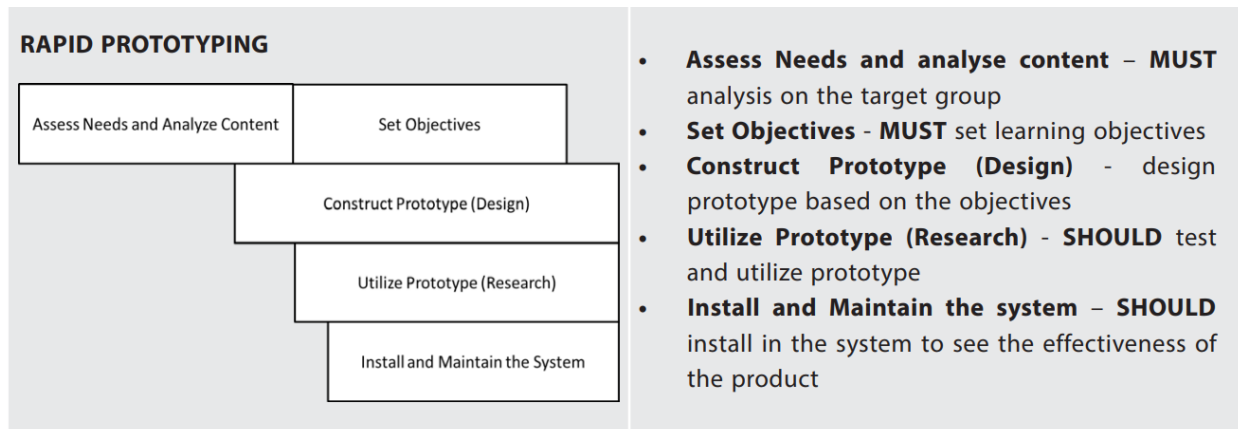 RAPID PROTOTYPING
Assess Needs and Analyze Content
Set Objectives
Construct Prototype (Design)
Utilize Prototype (Research)
Install and Maintain the System
• Assess Needs and analyse content – MUST
analysis on the target group
• Set Objectives - MUST set learning objectives
• Construct Prototype (Design) - design
prototype based on the objectives
• Utilize Prototype (Research) - SHOULD test
and utilize prototype
• Install and Maintain the system – SHOULD
install in the system to see the effectiveness of
the product